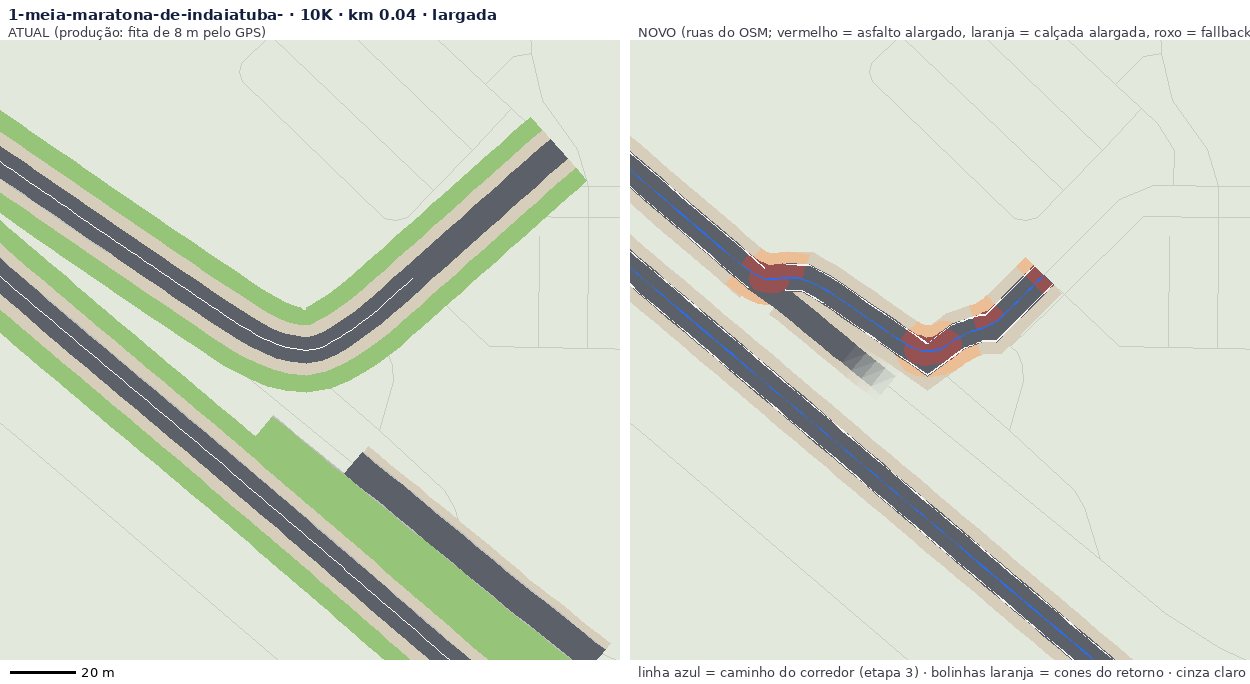 1-meia-maratona-de-indaiatuba- · 10K · km 0.04 · largada
ATUAL (produção: fita de 8 m pelo GPS)
NOVO (ruas do OSM; vermelho = asfalto alargado, laranja = calçada alargada, roxo = fallback
20 m
linha azul = caminho do corredor (etapa 3) · bolinhas laranja = cones do retorno · cinza claro